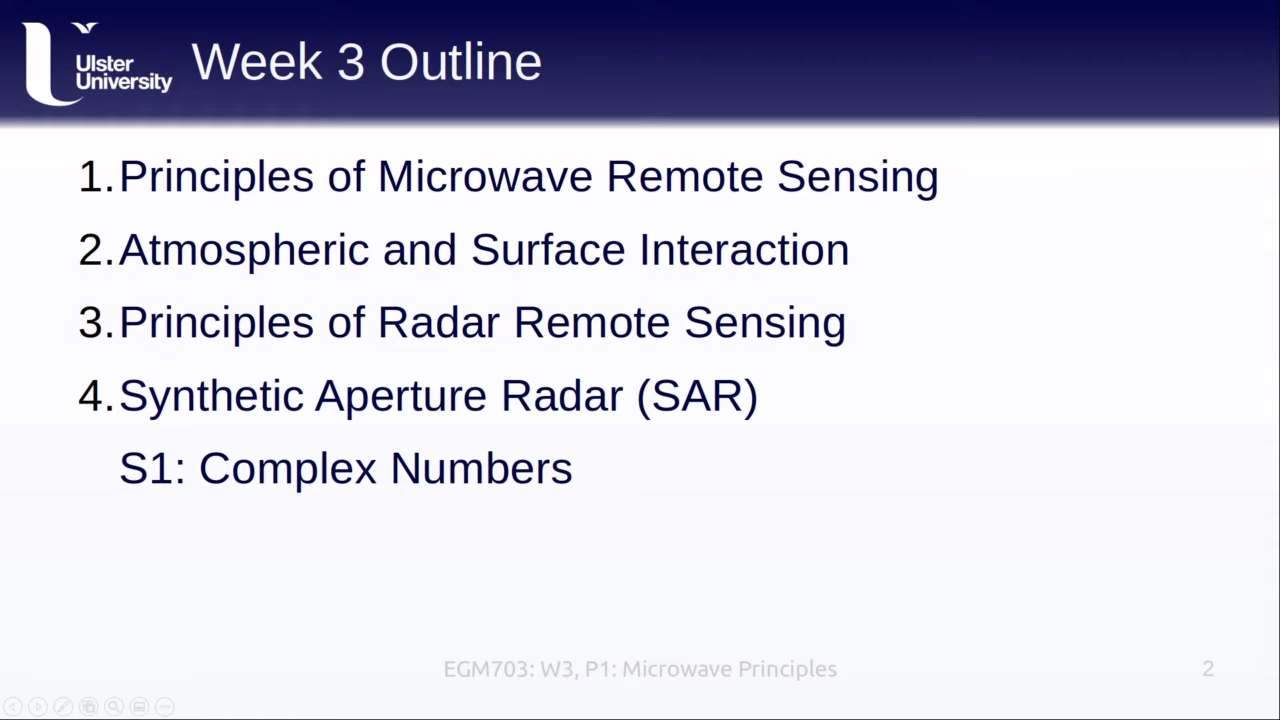 Ulster
University
Week 3 Outline
1. Principles of Microwave Remote Sensing
2. Atmospheric and Surface Interaction
3. Principles of Radar Remote Sensing
4. Synthetic Aperture Radar (SAR)
S1: Complex Numbers
EGM703: W3, P1: Microwave Principles
2